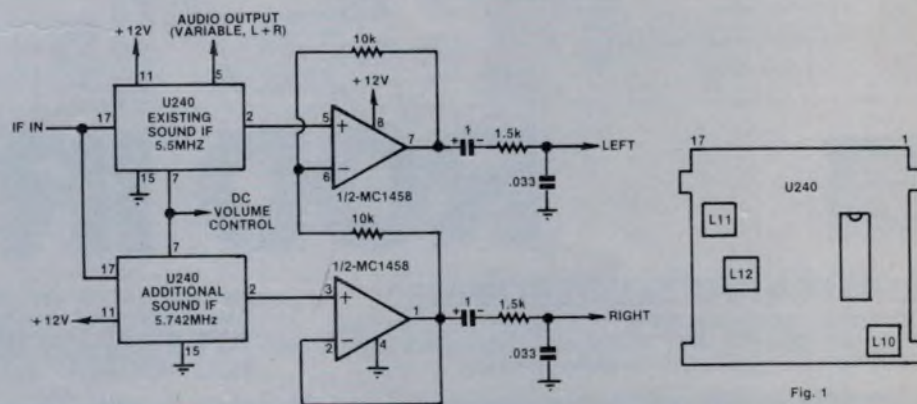 AUDIO OUTPUT
(VARIABLE, L+R)
+12V
11
5
U240
EXISTING
SOUND IF
5.5MHZ
IF IN
17
2
15
7
DC
VOLUME
CONTROL
7
U240
ADDITIONAL
SOUND IF
5.742MHz
17
2
+12V
11
15
10k
+12V
5
+
8
7
6
−
1/2-MC1458
+
1
−
1.5k
LEFT
.033
10k
1/2-MC1458
3
+
1
2
−
4
+
1
−
1.5k
RIGHT
.033
17
1
U240
L11
L12
L10
Fig. 1